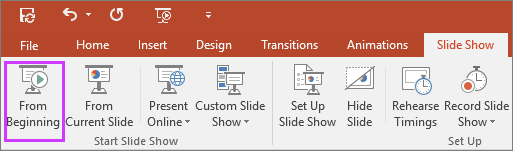 File Home Insert Design Transitions Animations Slide Show
From Beginning
From Current Slide
Present Online
Custom Slide Show
Set Up Slide Show
Hide Slide
Rehearse Timings
Record Slide Show
Start Slide Show Set Up